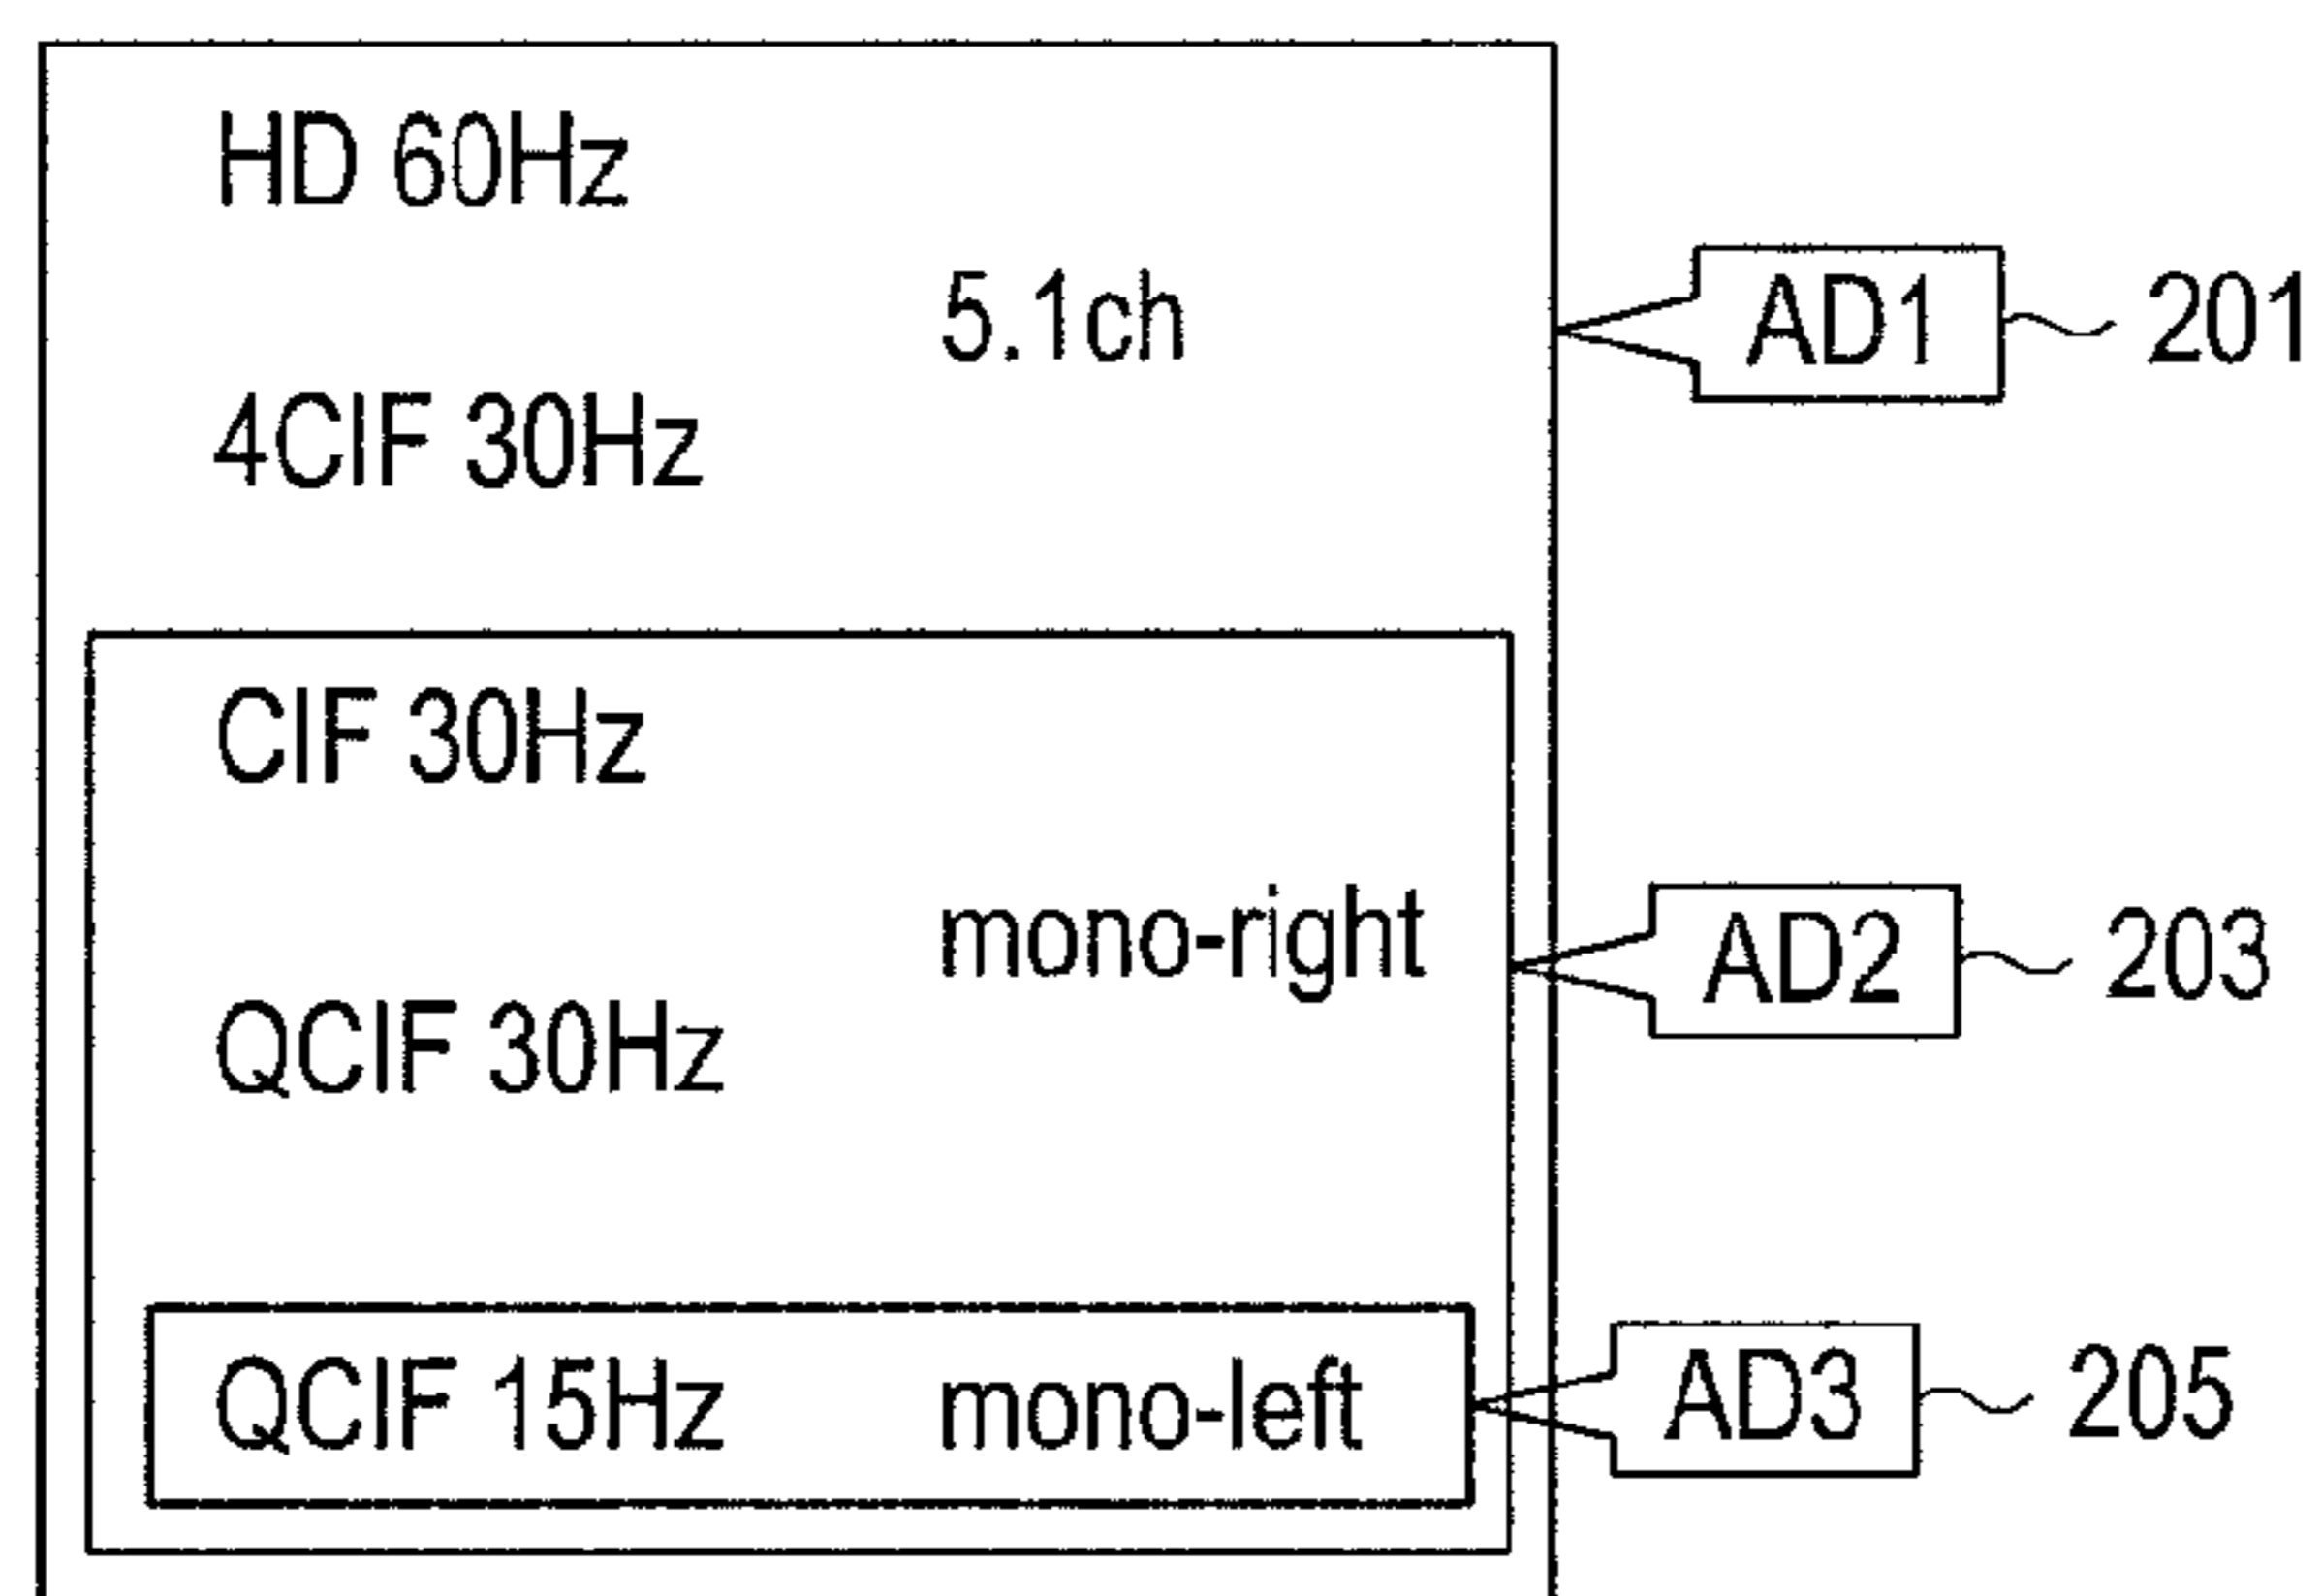 HD 60Hz
5.1ch
AD1 201
4CIF 30Hz
CIF 30Hz
mono-right
AD2 203
QCIF 30Hz
QCIF 15Hz mono-left
AD3 205